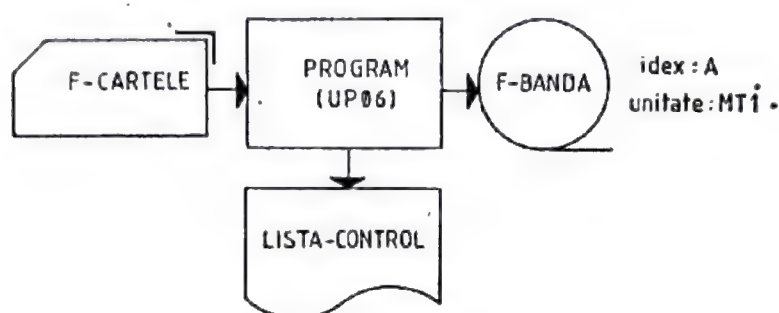 F-CARTELE
PROGRAM
(UP06)
F-BANDA
idex : A
unitate : MT1.
LISTA-CONTROL